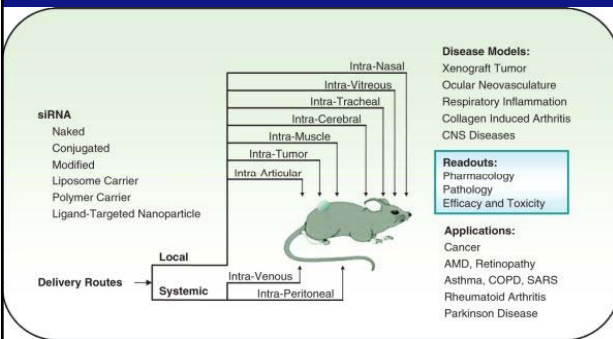 siRNA
Naked
Conjugated
Modified
Liposome Carrier
Polymer Carrier
Ligand-Targeted Nanoparticle
Delivery Routes
Local
Systemic
Intra-Nasal
Intra-Vitreous
Intra-Tracheal
Intra-Cerebral
Intra-Muscle
Intra-Tumor
Intra-Articular
Intra-Venous
Intra-Peritoneal
Disease Models:
Xenograft Tumor
Ocular Neovasculature
Respiratory Inflammation
Collagen Induced Arthritis
CNS Diseases
Readouts:
Pharmacology
Pathology
Efficacy and Toxicity
Applications:
Cancer
AMD, Retinopathy
Asthma, COPD, SARS
Rheumatoid Arthritis
Parkinson Disease